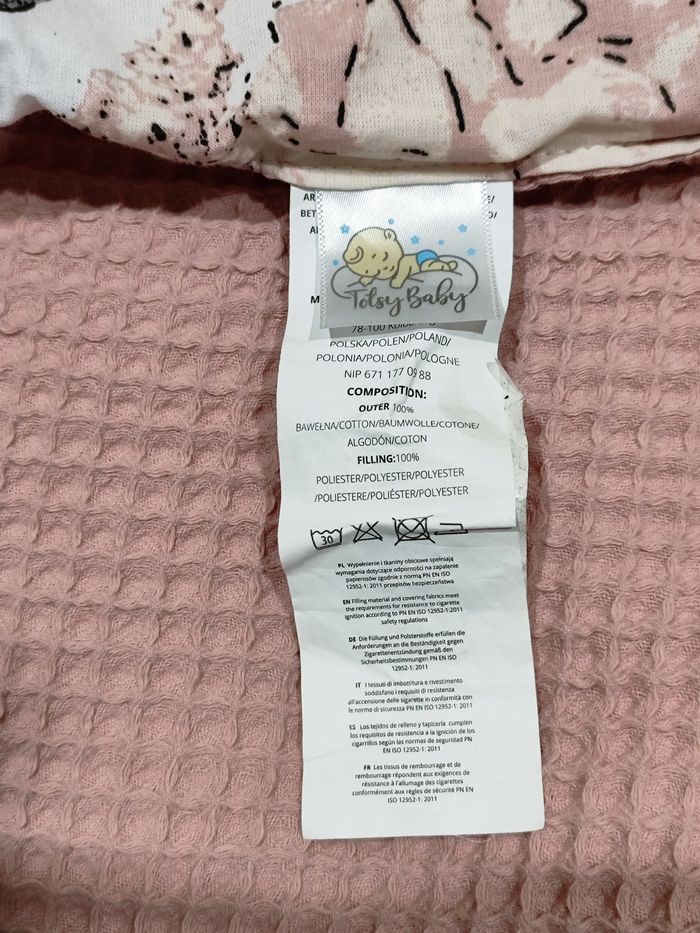 Totsy Baby
78-100
POLSKA/POLEN/POLAND/
POLONIA/POLONIA/POLOGNE
NIP 671 177 09 88
COMPOSITION:
OUTER 100%
BAWEŁNA/COTTON/BAUMWOLLE/COTONE/
ALGODÓN/COTON
FILLING:100%
POLIESTER/POLYESTER/POLYESTER
/POLIESTERE/POLIÉSTER/POLYESTER
30
PL Wypełnienie i tkaniny obiciowe spełniają
wymagania dotyczące odporności na zapalenie
papierosów zgodnie z normą PN EN ISO
12952-1: 2011 przepisów bezpieczeństwa
EN Filling material and covering fabrics meet
the requirements for resistance to cigarette
ignition according to PN EN ISO 12952-1:2011
safety regulations
DE Die Füllung und Polsterstoffe erfüllen die
Anforderungen an die Beständigkeit gegen
Zigarettenentzündung gemäß den
Sicherheitsbestimmungen PN EN ISO
12952-1: 2011
IT I tessuti di imbottitura e rivestimento
soddisfano i requisiti di resistenza
all'accensione delle sigarette in conformità con
le norme di sicurezza PN EN ISO 12952-1: 2011
ES Los tejidos de relleno y tapicería cumplen
los requisitos de resistencia a la ignición de los
cigarrillos según las normas de seguridad PN
EN ISO 12952-1: 2011
FR Les tissus de rembourrage et de
rembourrage répondent aux exigences de
résistance à l'allumage des cigarettes
conformément aux règles de sécurité PN EN
ISO 12952-1: 2011